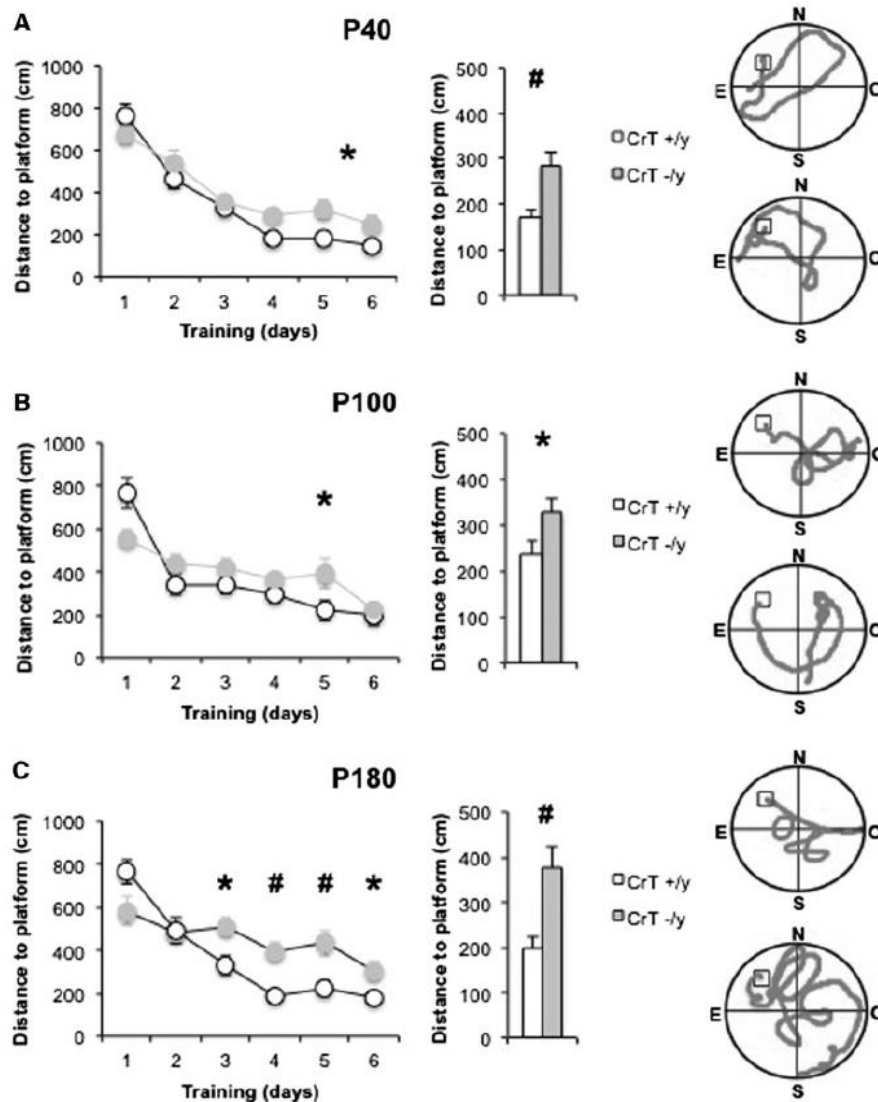 A
P40
Distance to platform (cm)
1000
800
600
400
200
0
*
1 2 3 4 5 6
Training (days)
Distance to platform (cm)
500
400
300
200
100
0
#
CrT +/y
CrT -/y
N
E O
S
N
E O
S
B
P100
Distance to platform (cm)
1000
800
600
400
200
0
*
1 2 3 4 5 6
Training (days)
Distance to platform (cm)
500
400
300
200
100
0
*
CrT +/y
CrT -/y
N
E O
S
N
E O
S
C
P180
Distance to platform (cm)
1000
800
600
400
200
0
* # # *
1 2 3 4 5 6
Training (days)
Distance to platform (cm)
500
400
300
200
100
0
#
CrT +/y
CrT -/y
N
E O
S
N
E O
S